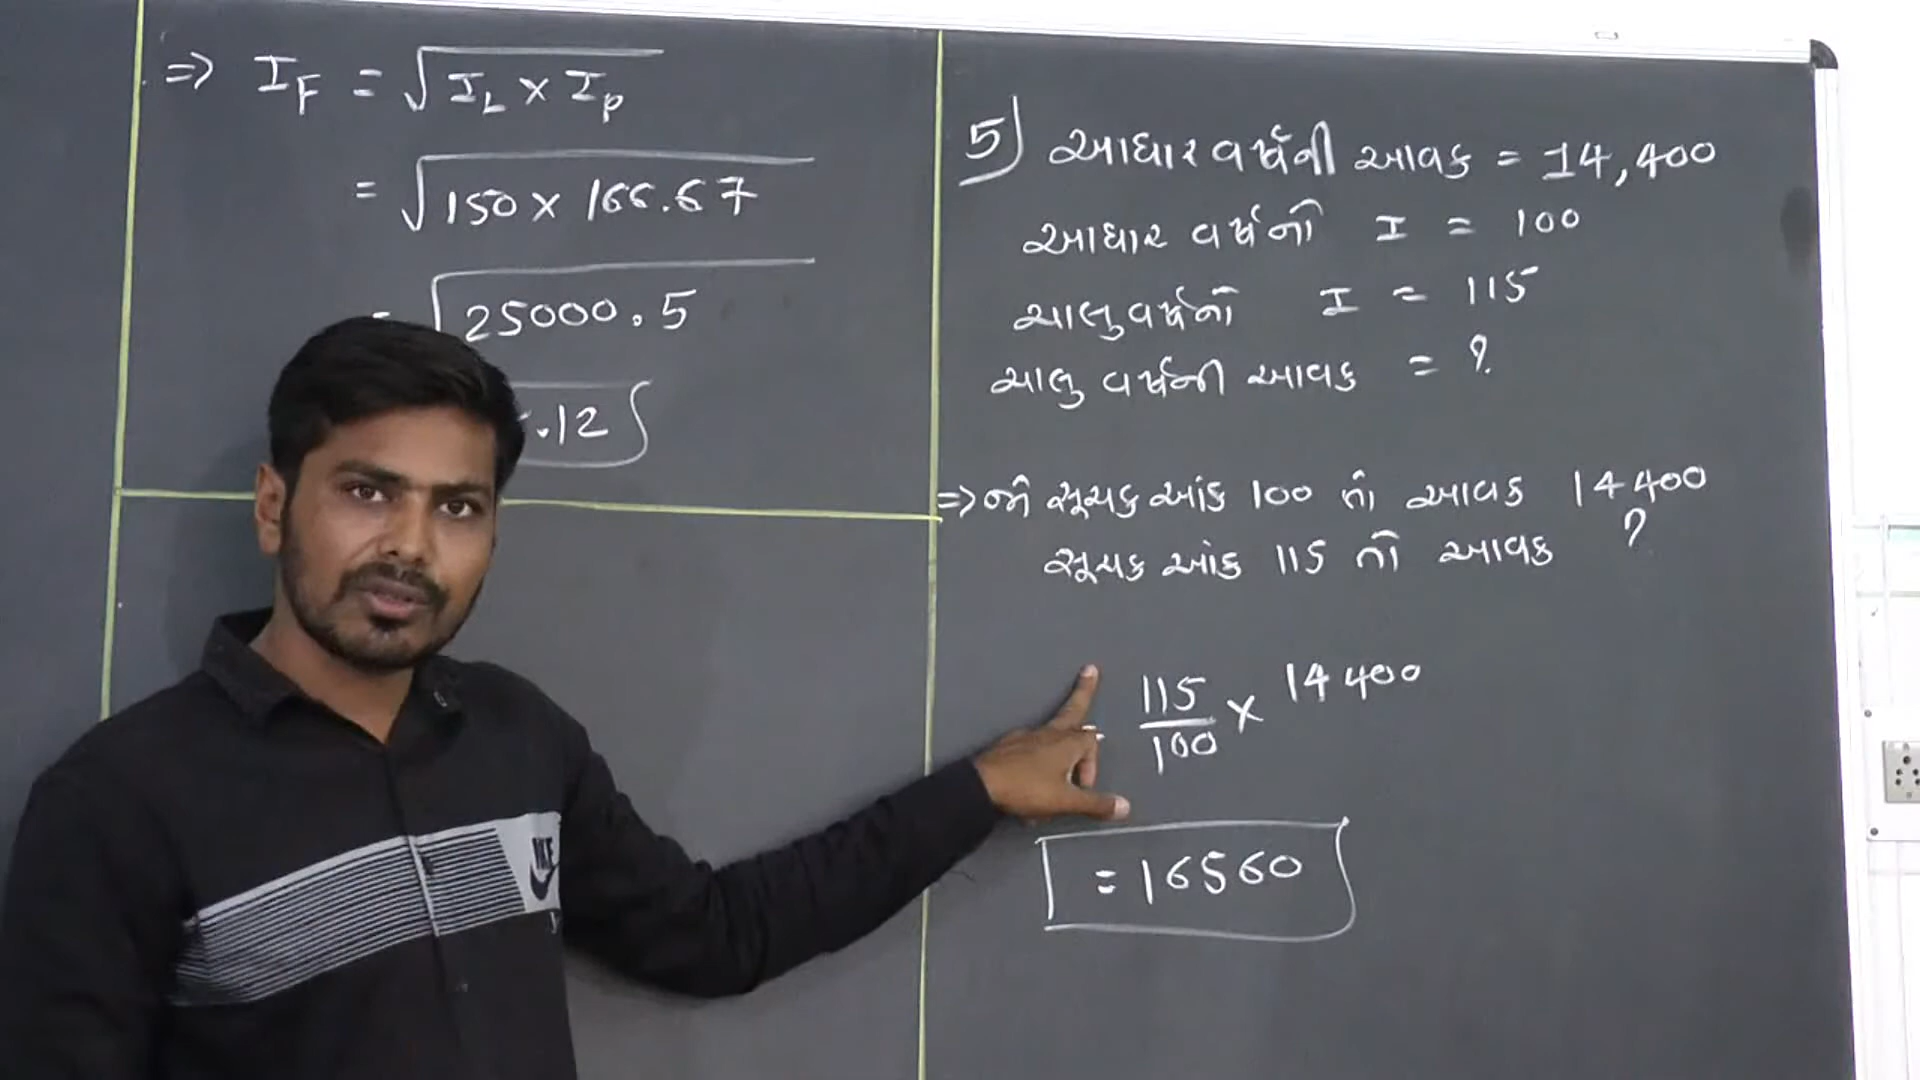 ⇒ I_F = √I_L × I_P
= √150 × 166.67
= √25000.5
.12
5) આધાર વર્ષની આવક = 14,400
આધાર વર્ષનો I = 100
ચાલુ વર્ષનો I = 115
ચાલુ વર્ષની આવક = ?
⇒ જો સૂચક આંક 100 તો આવક 14400
સૂચક આંક 115 તો આવક ?
= 115/100 × 14400
= 16560